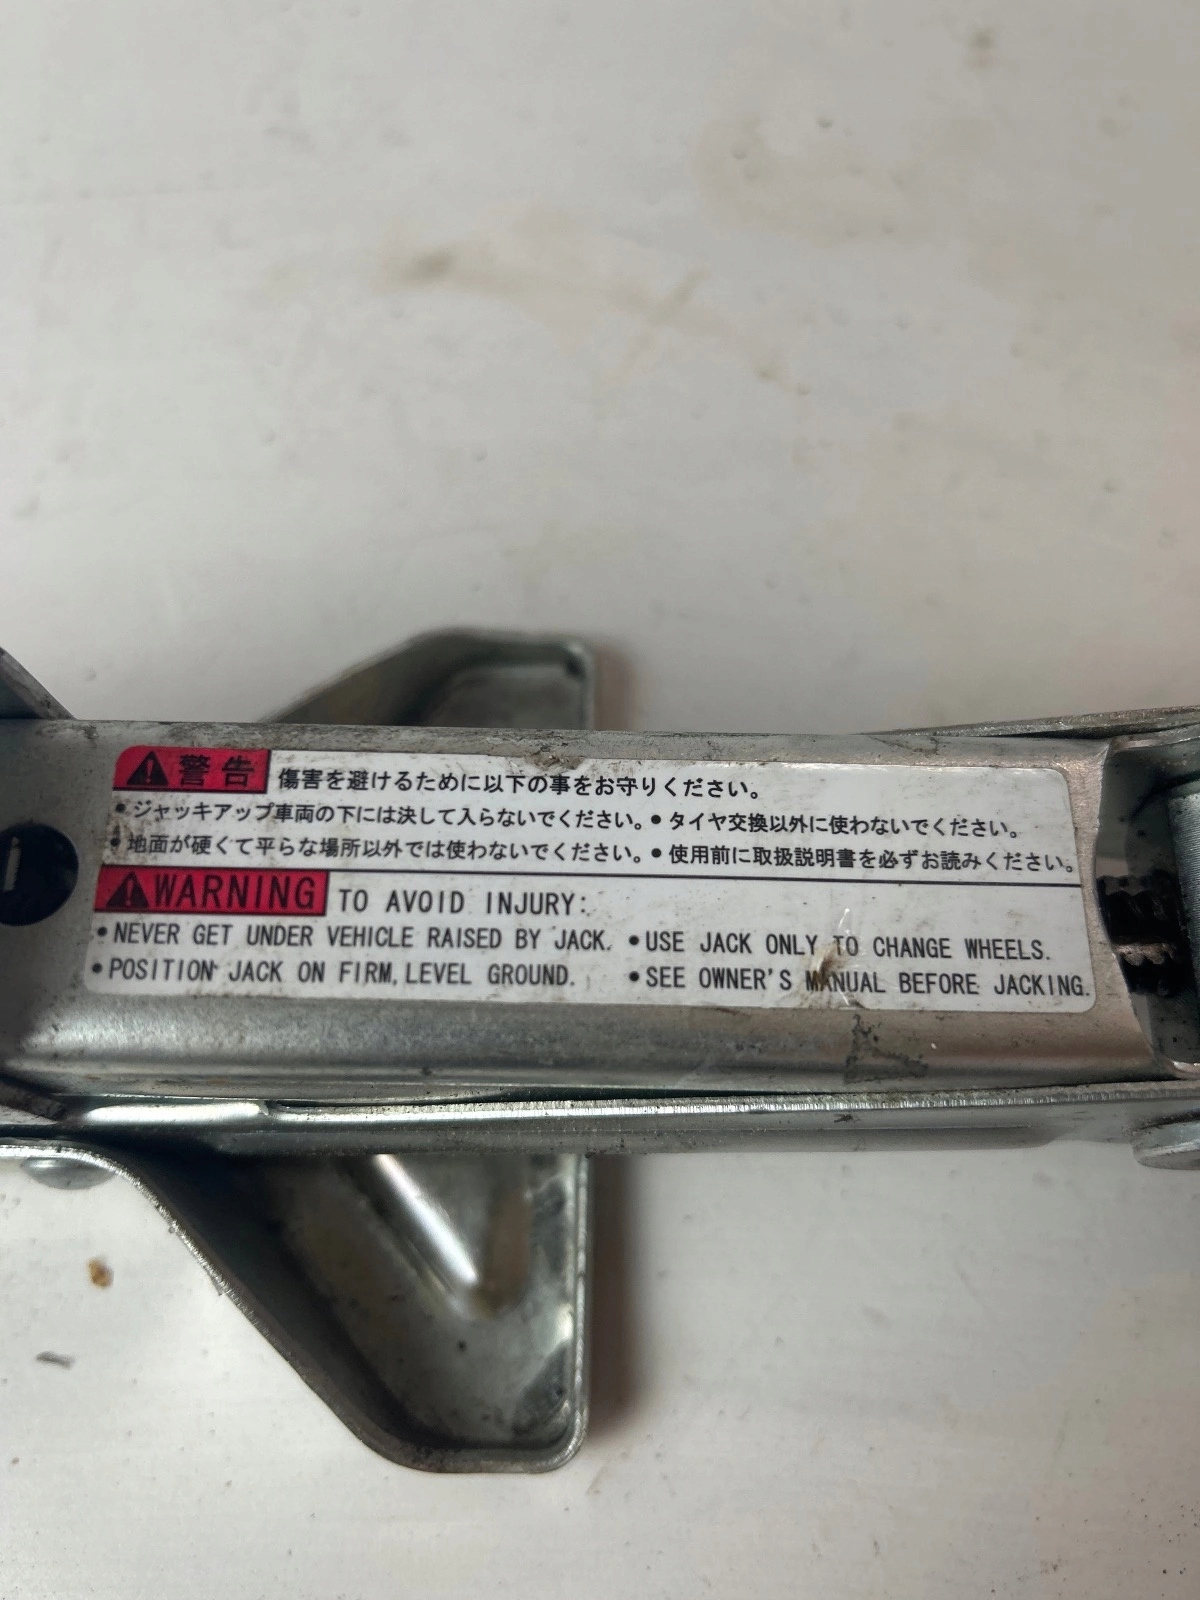 警告 傷害を避けるために以下の事をお守りください。
•ジャッキアップ車両の下には決して入らないでください。•タイヤ交換以外に使わないでください。
•地面が硬くて平らな場所以外では使わないでください。•使用前に取扱説明書を必ずお読みください。
WARNING TO AVOID INJURY:
•NEVER GET UNDER VEHICLE RAISED BY JACK. •USE JACK ONLY TO CHANGE WHEELS.
•POSITION JACK ON FIRM, LEVEL GROUND. •SEE OWNER'S MANUAL BEFORE JACKING.